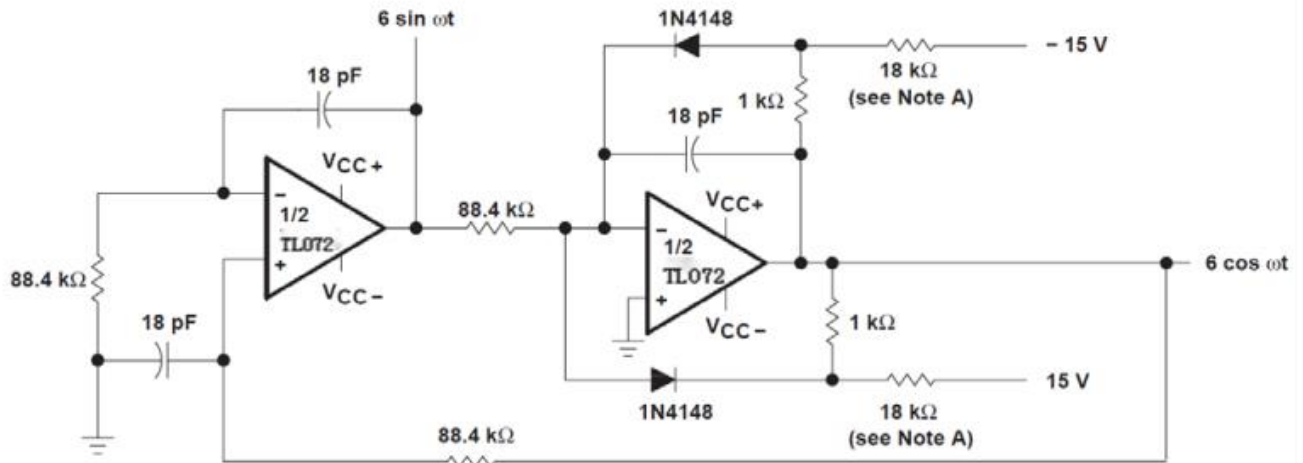 6 sin ωt
1N4148
− 15 V
18 kΩ
(see Note A)
18 pF
1 kΩ
18 pF
VCC+
−
1/2
TL072
+
VCC−
88.4 kΩ
88.4 kΩ
18 pF
VCC+
−
1/2
TL072
+
VCC−
6 cos ωt
1 kΩ
15 V
1N4148
18 kΩ
(see Note A)
88.4 kΩ